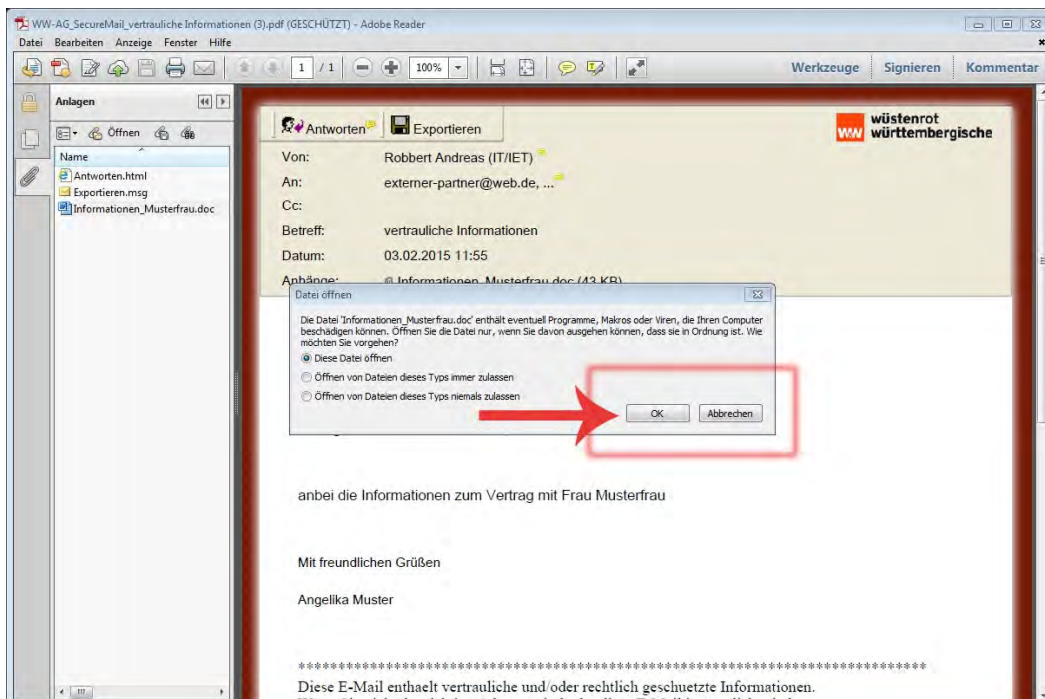 WW-AG_SecureMail_vertrauliche Informationen (3).pdf (GESCHÜTZT) - Adobe Reader
Datei Bearbeiten Anzeige Fenster Hilfe
1 / 1 100% Werkzeuge Signieren Kommentar
Anlagen
Öffnen
Name
Antworten.html
Exportieren.msg
Informationen_Musterfrau.doc
Antworten Exportieren
ww wüstenrot
württembergische
Von: Robbert Andreas (IT/IET)
An: externer-partner@web.de, ...
Cc:
Betreff: vertrauliche Informationen
Datum: 03.02.2015 11:55
Anhänge: Informationen_Musterfrau.doc (43 KB)
Datei öffnen
Die Datei 'Informationen_Musterfrau.doc' enthält eventuell Programme, Makros oder Viren, die Ihren Computer
beschädigen können. Öffnen Sie die Datei nur, wenn Sie davon ausgehen können, dass sie in Ordnung ist. Wie
möchten Sie vorgehen?
Diese Datei öffnen
Öffnen von Dateien dieses Typs immer zulassen
Öffnen von Dateien dieses Typs niemals zulassen
OK Abbrechen
anbei die Informationen zum Vertrag mit Frau Musterfrau
Mit freundlichen Grüßen
Angelika Muster
******************************************************************************
Diese E-Mail enthaelt vertrauliche und/oder rechtlich geschuetzte Informationen.